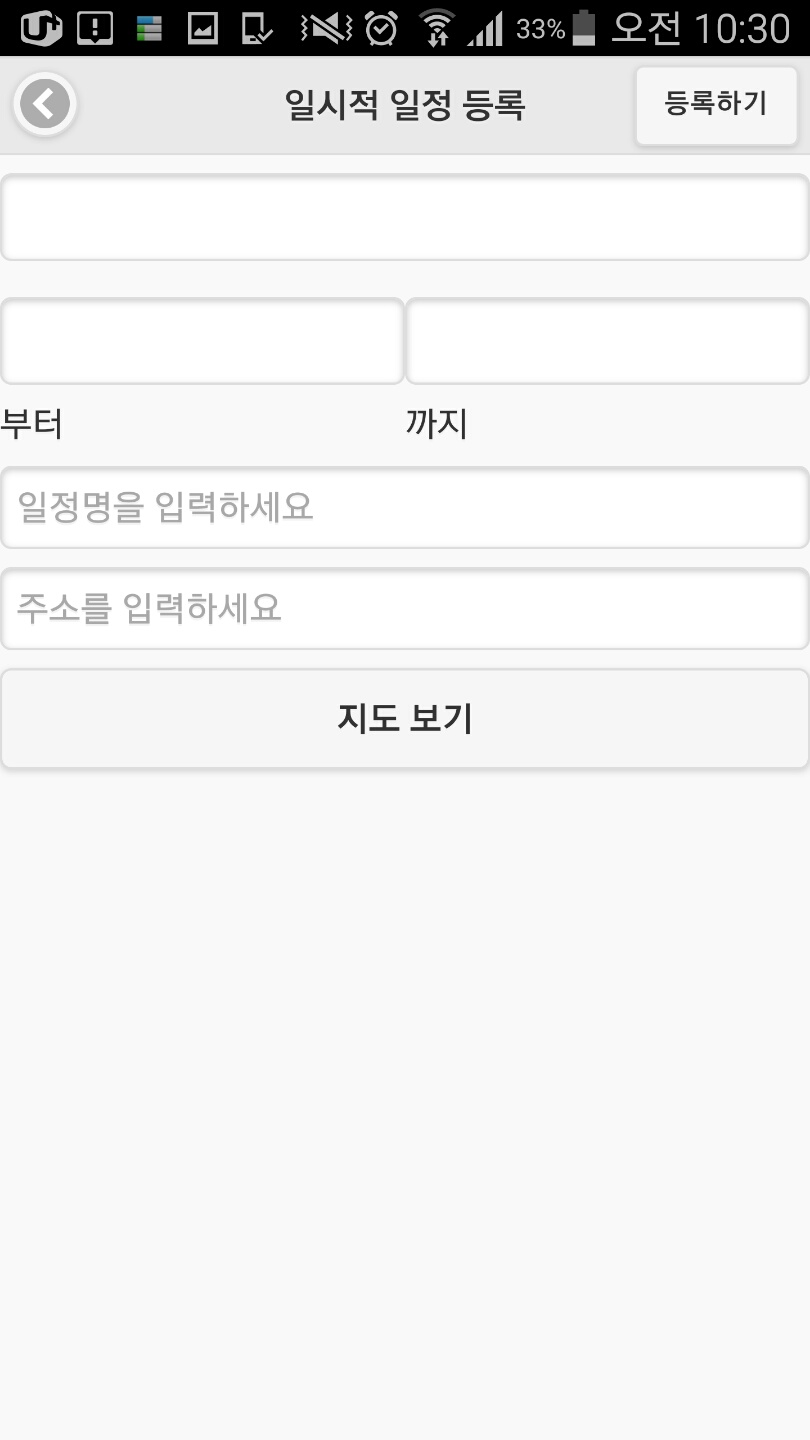 U+ 33% 오전 10:30
일시적 일정 등록 등록하기
부터 까지
일정명을 입력하세요
주소를 입력하세요
지도 보기